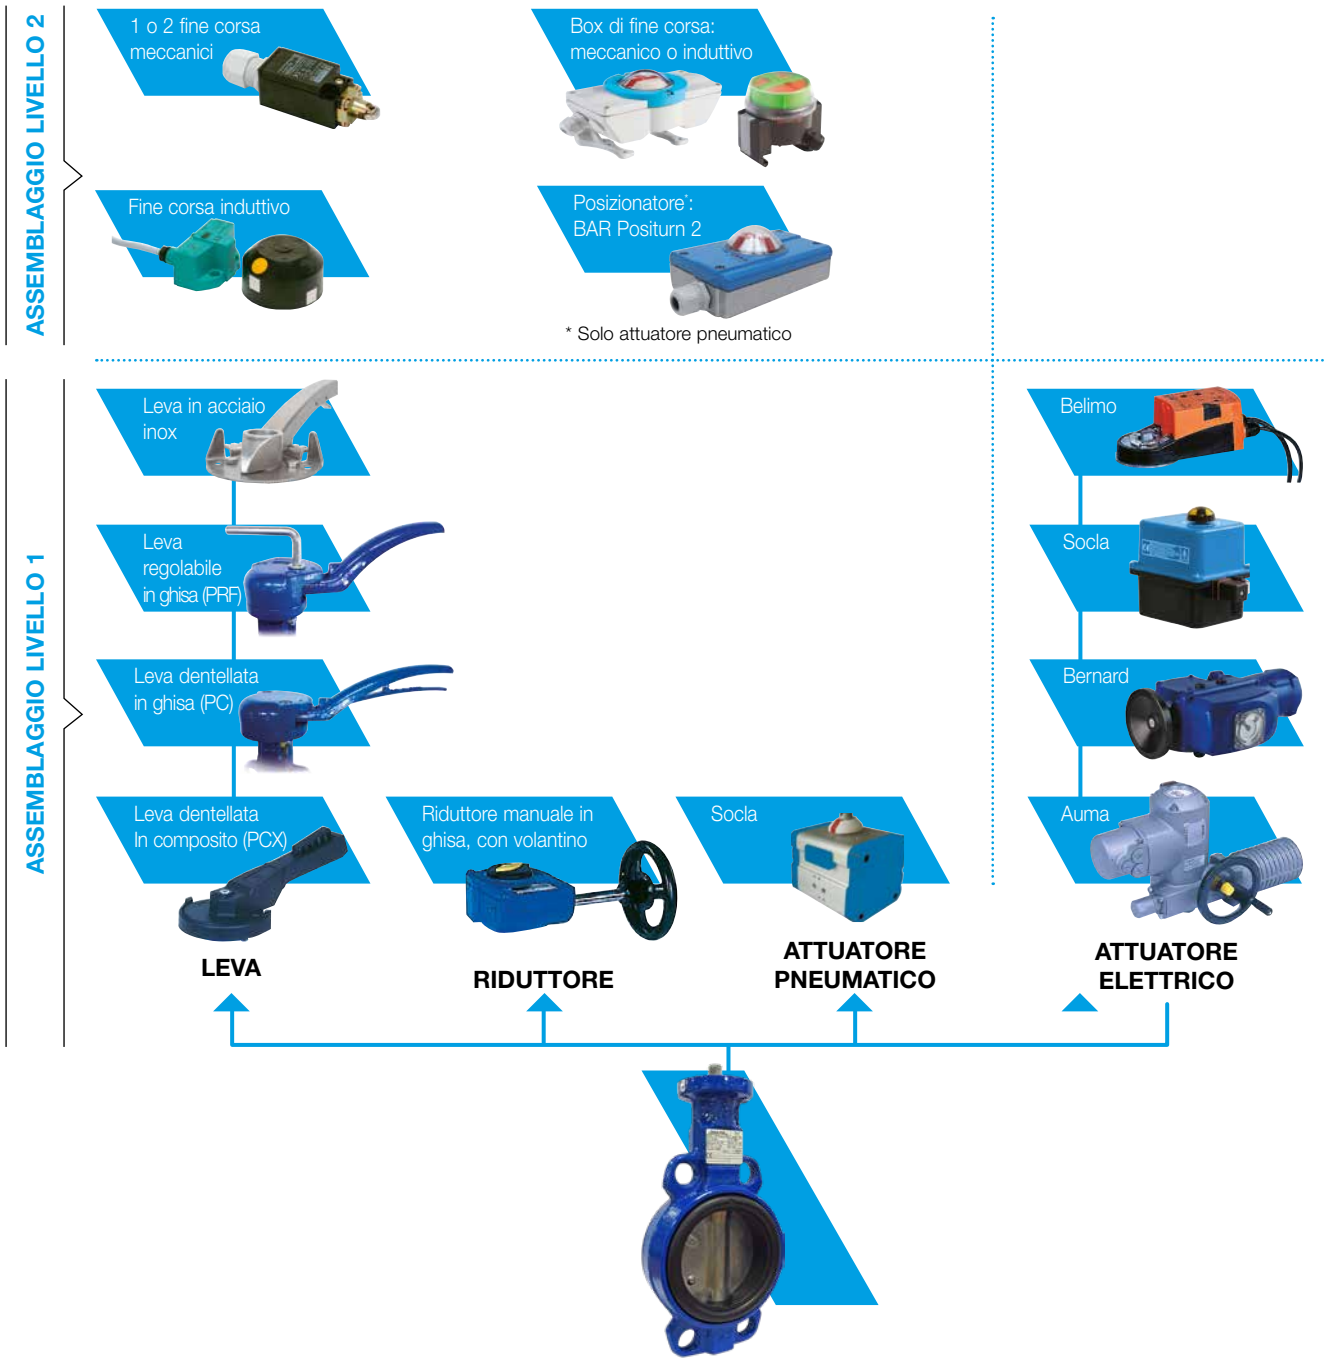 ASSEMBLAGGIO LIVELLO 2
1 o 2 fine corsa
meccanici
Box di fine corsa:
meccanico o induttivo
Fine corsa induttivo
Posizionatore*:
BAR Positurn 2
* Solo attuatore pneumatico
ASSEMBLAGGIO LIVELLO 1
Leva in acciaio
inox
Leva
regolabile
in ghisa (PRF)
Leva dentellata
in ghisa (PC)
Leva dentellata
In composito (PCX)
Riduttore manuale in
ghisa, con volantino
Socla
Belimo
Socla
Bernard
Auma
LEVA
RIDUTTORE
ATTUATORE
PNEUMATICO
ATTUATORE
ELETTRICO